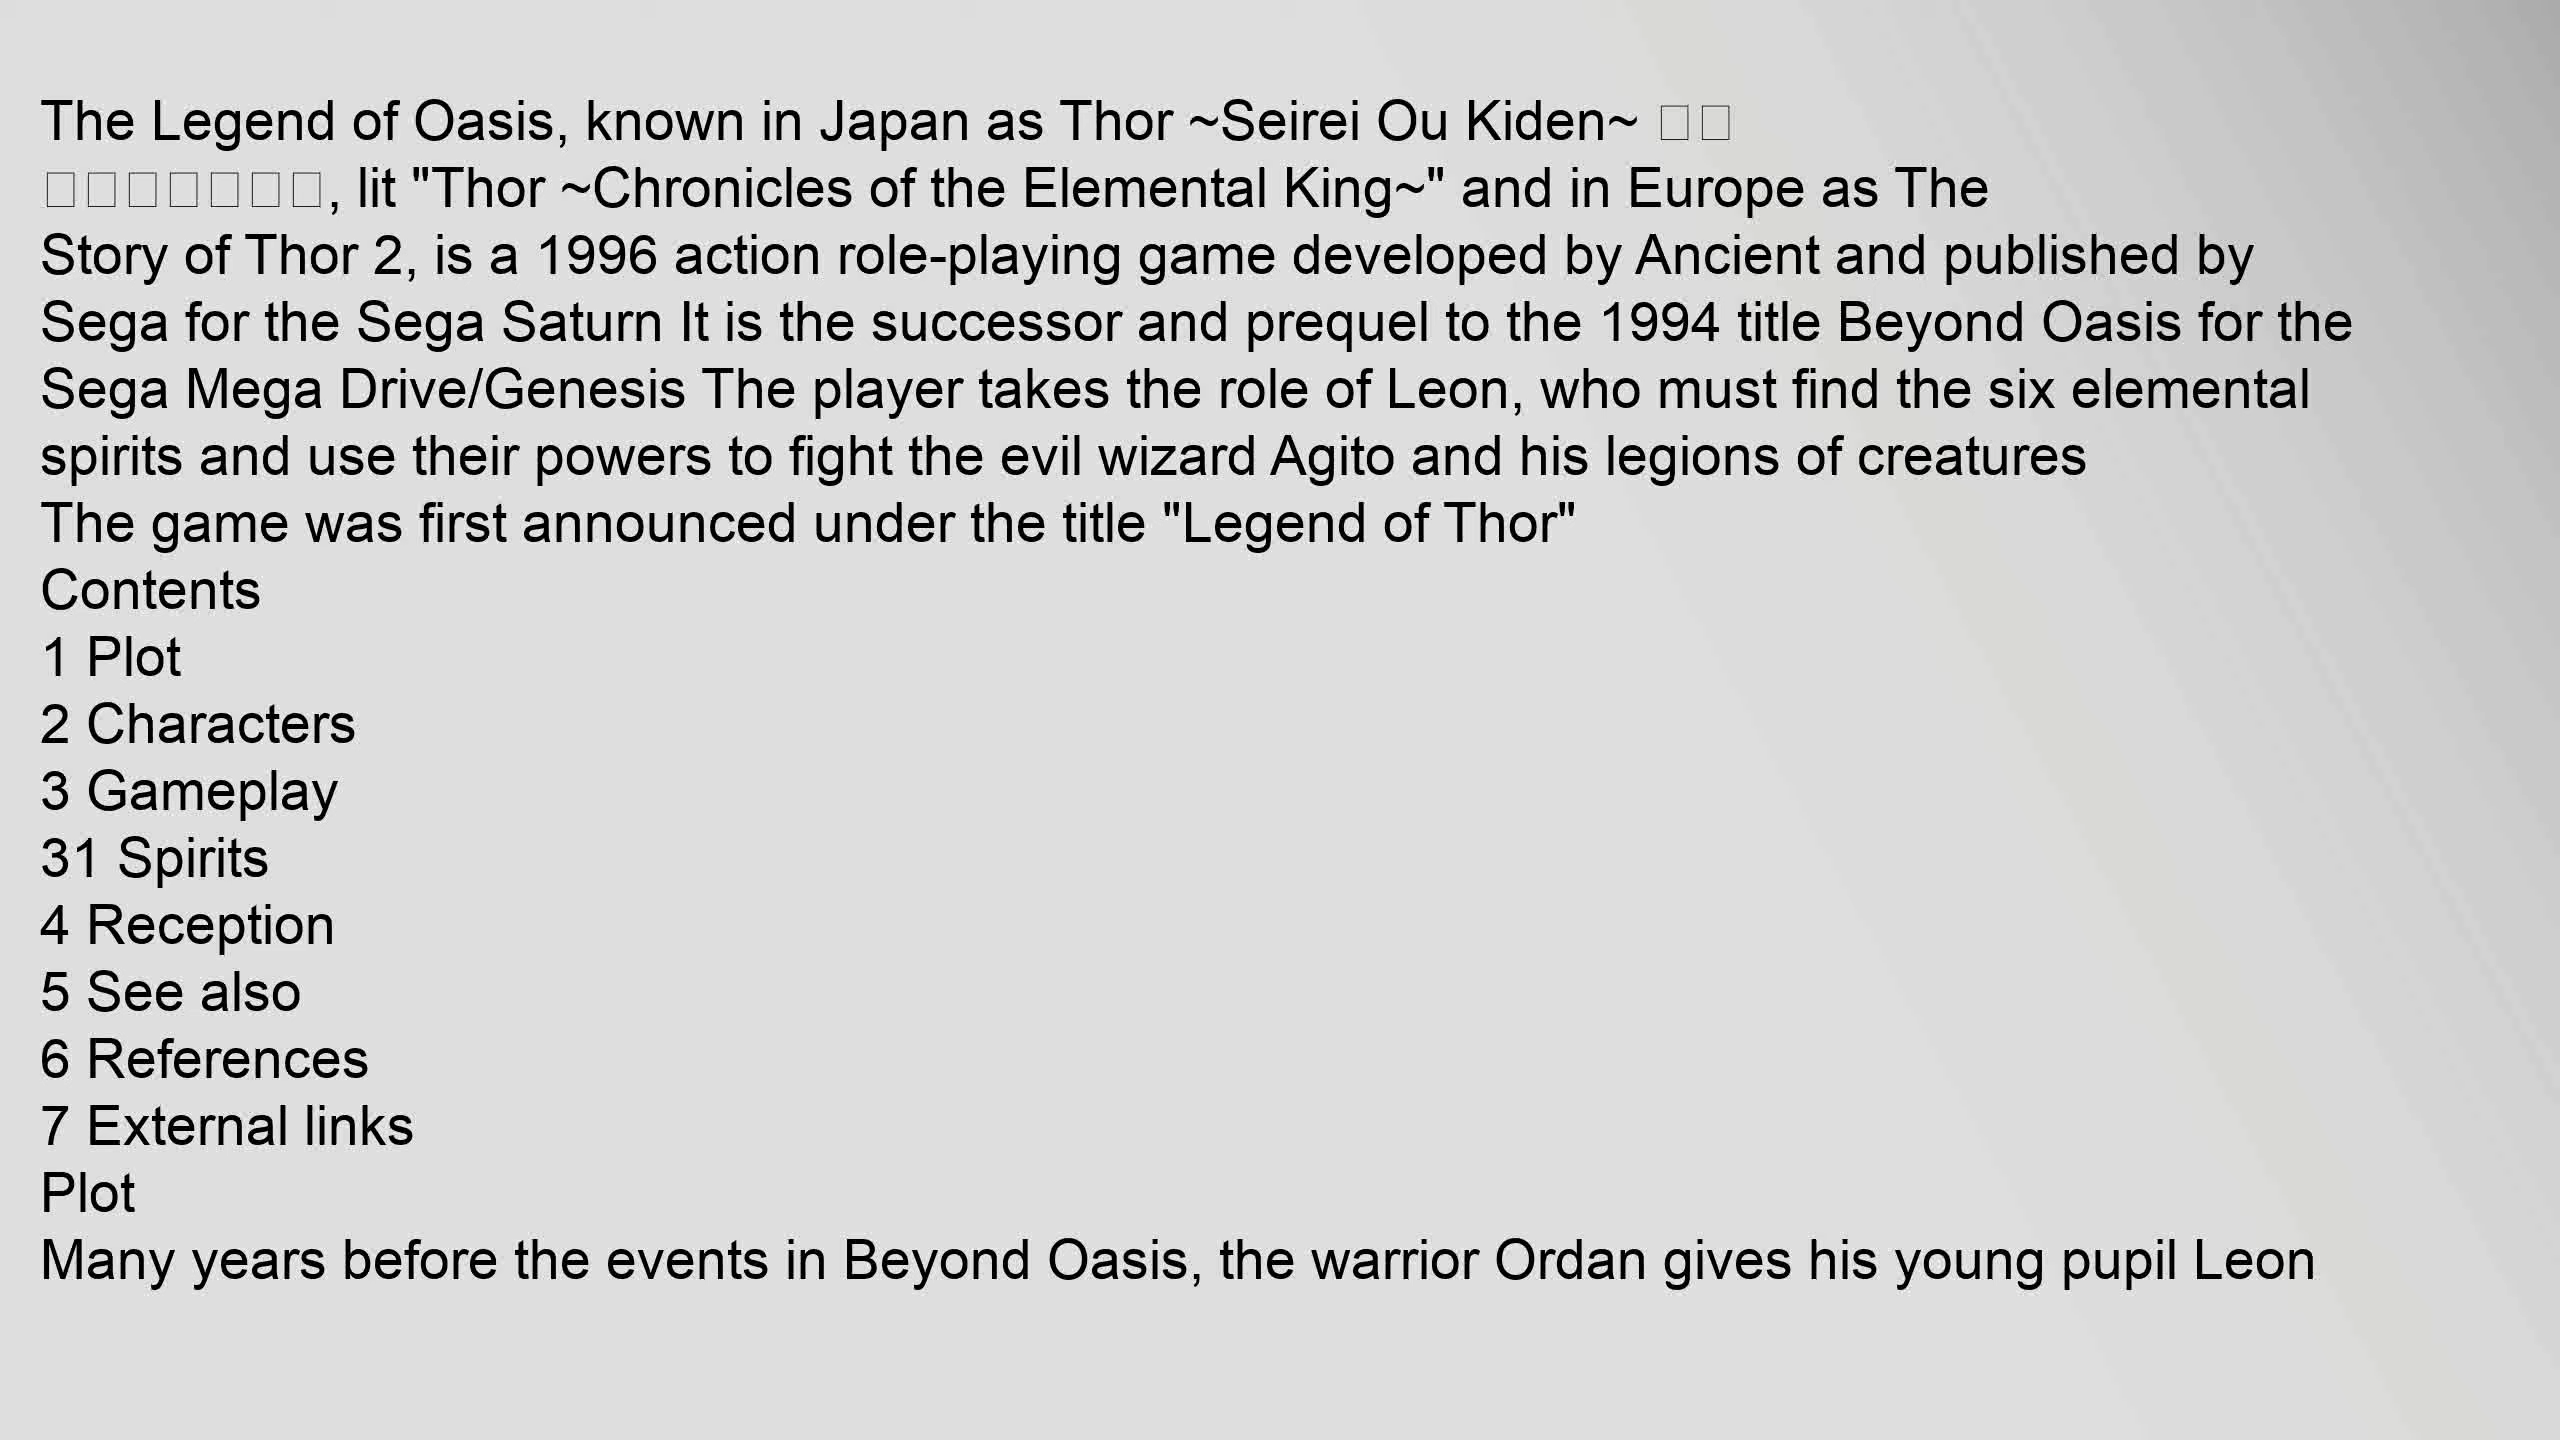 The Legend of Oasis, known in Japan as Thor ~Seirei Ou Kiden~ □□
□□□□□□□, lit "Thor ~Chronicles of the Elemental King~" and in Europe as The
Story of Thor 2, is a 1996 action role-playing game developed by Ancient and published by
Sega for the Sega Saturn It is the successor and prequel to the 1994 title Beyond Oasis for the
Sega Mega Drive/Genesis The player takes the role of Leon, who must find the six elemental
spirits and use their powers to fight the evil wizard Agito and his legions of creatures
The game was first announced under the title "Legend of Thor"
Contents
1 Plot
2 Characters
3 Gameplay
31 Spirits
4 Reception
5 See also
6 References
7 External links
Plot
Many years before the events in Beyond Oasis, the warrior Ordan gives his young pupil Leon